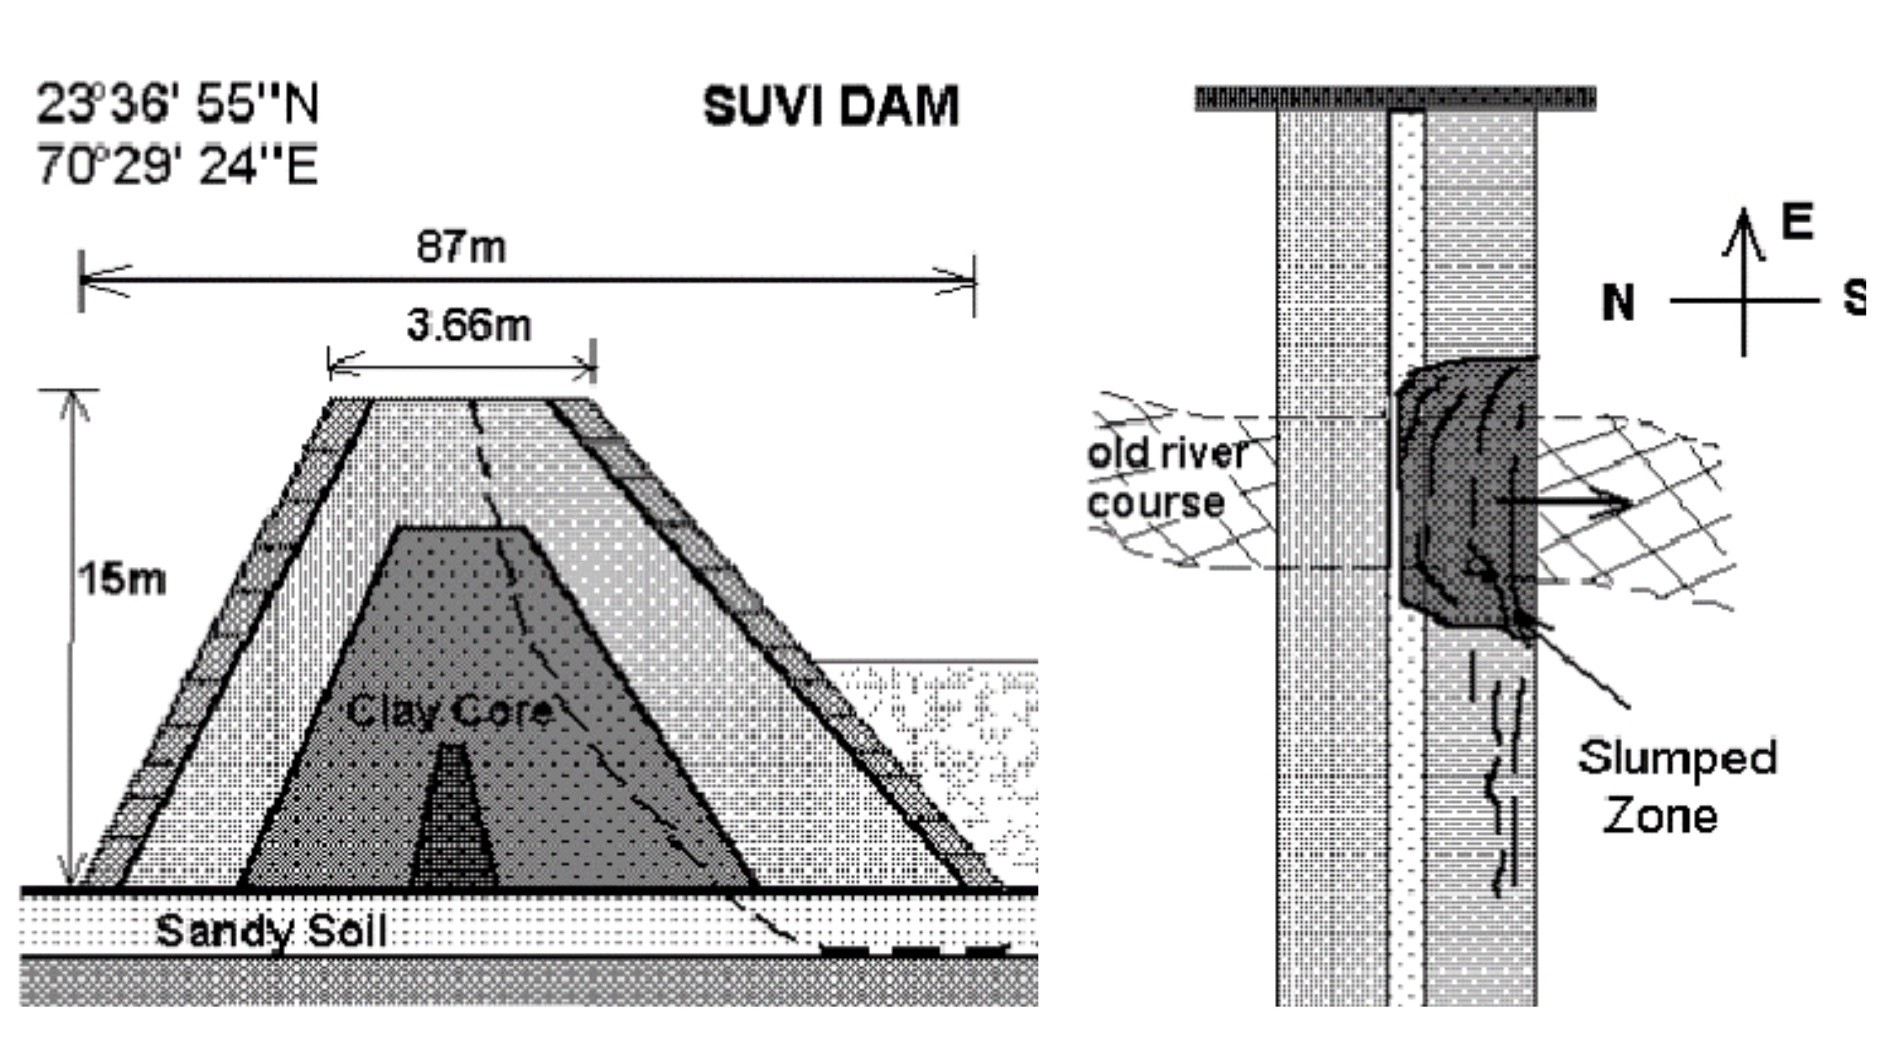 23°36' 55"N
70°29' 24"E
SUVI DAM
87m
3.66m
15m
Clay Core
Sandy Soil
E
N
S
old river
course
Slumped
Zone